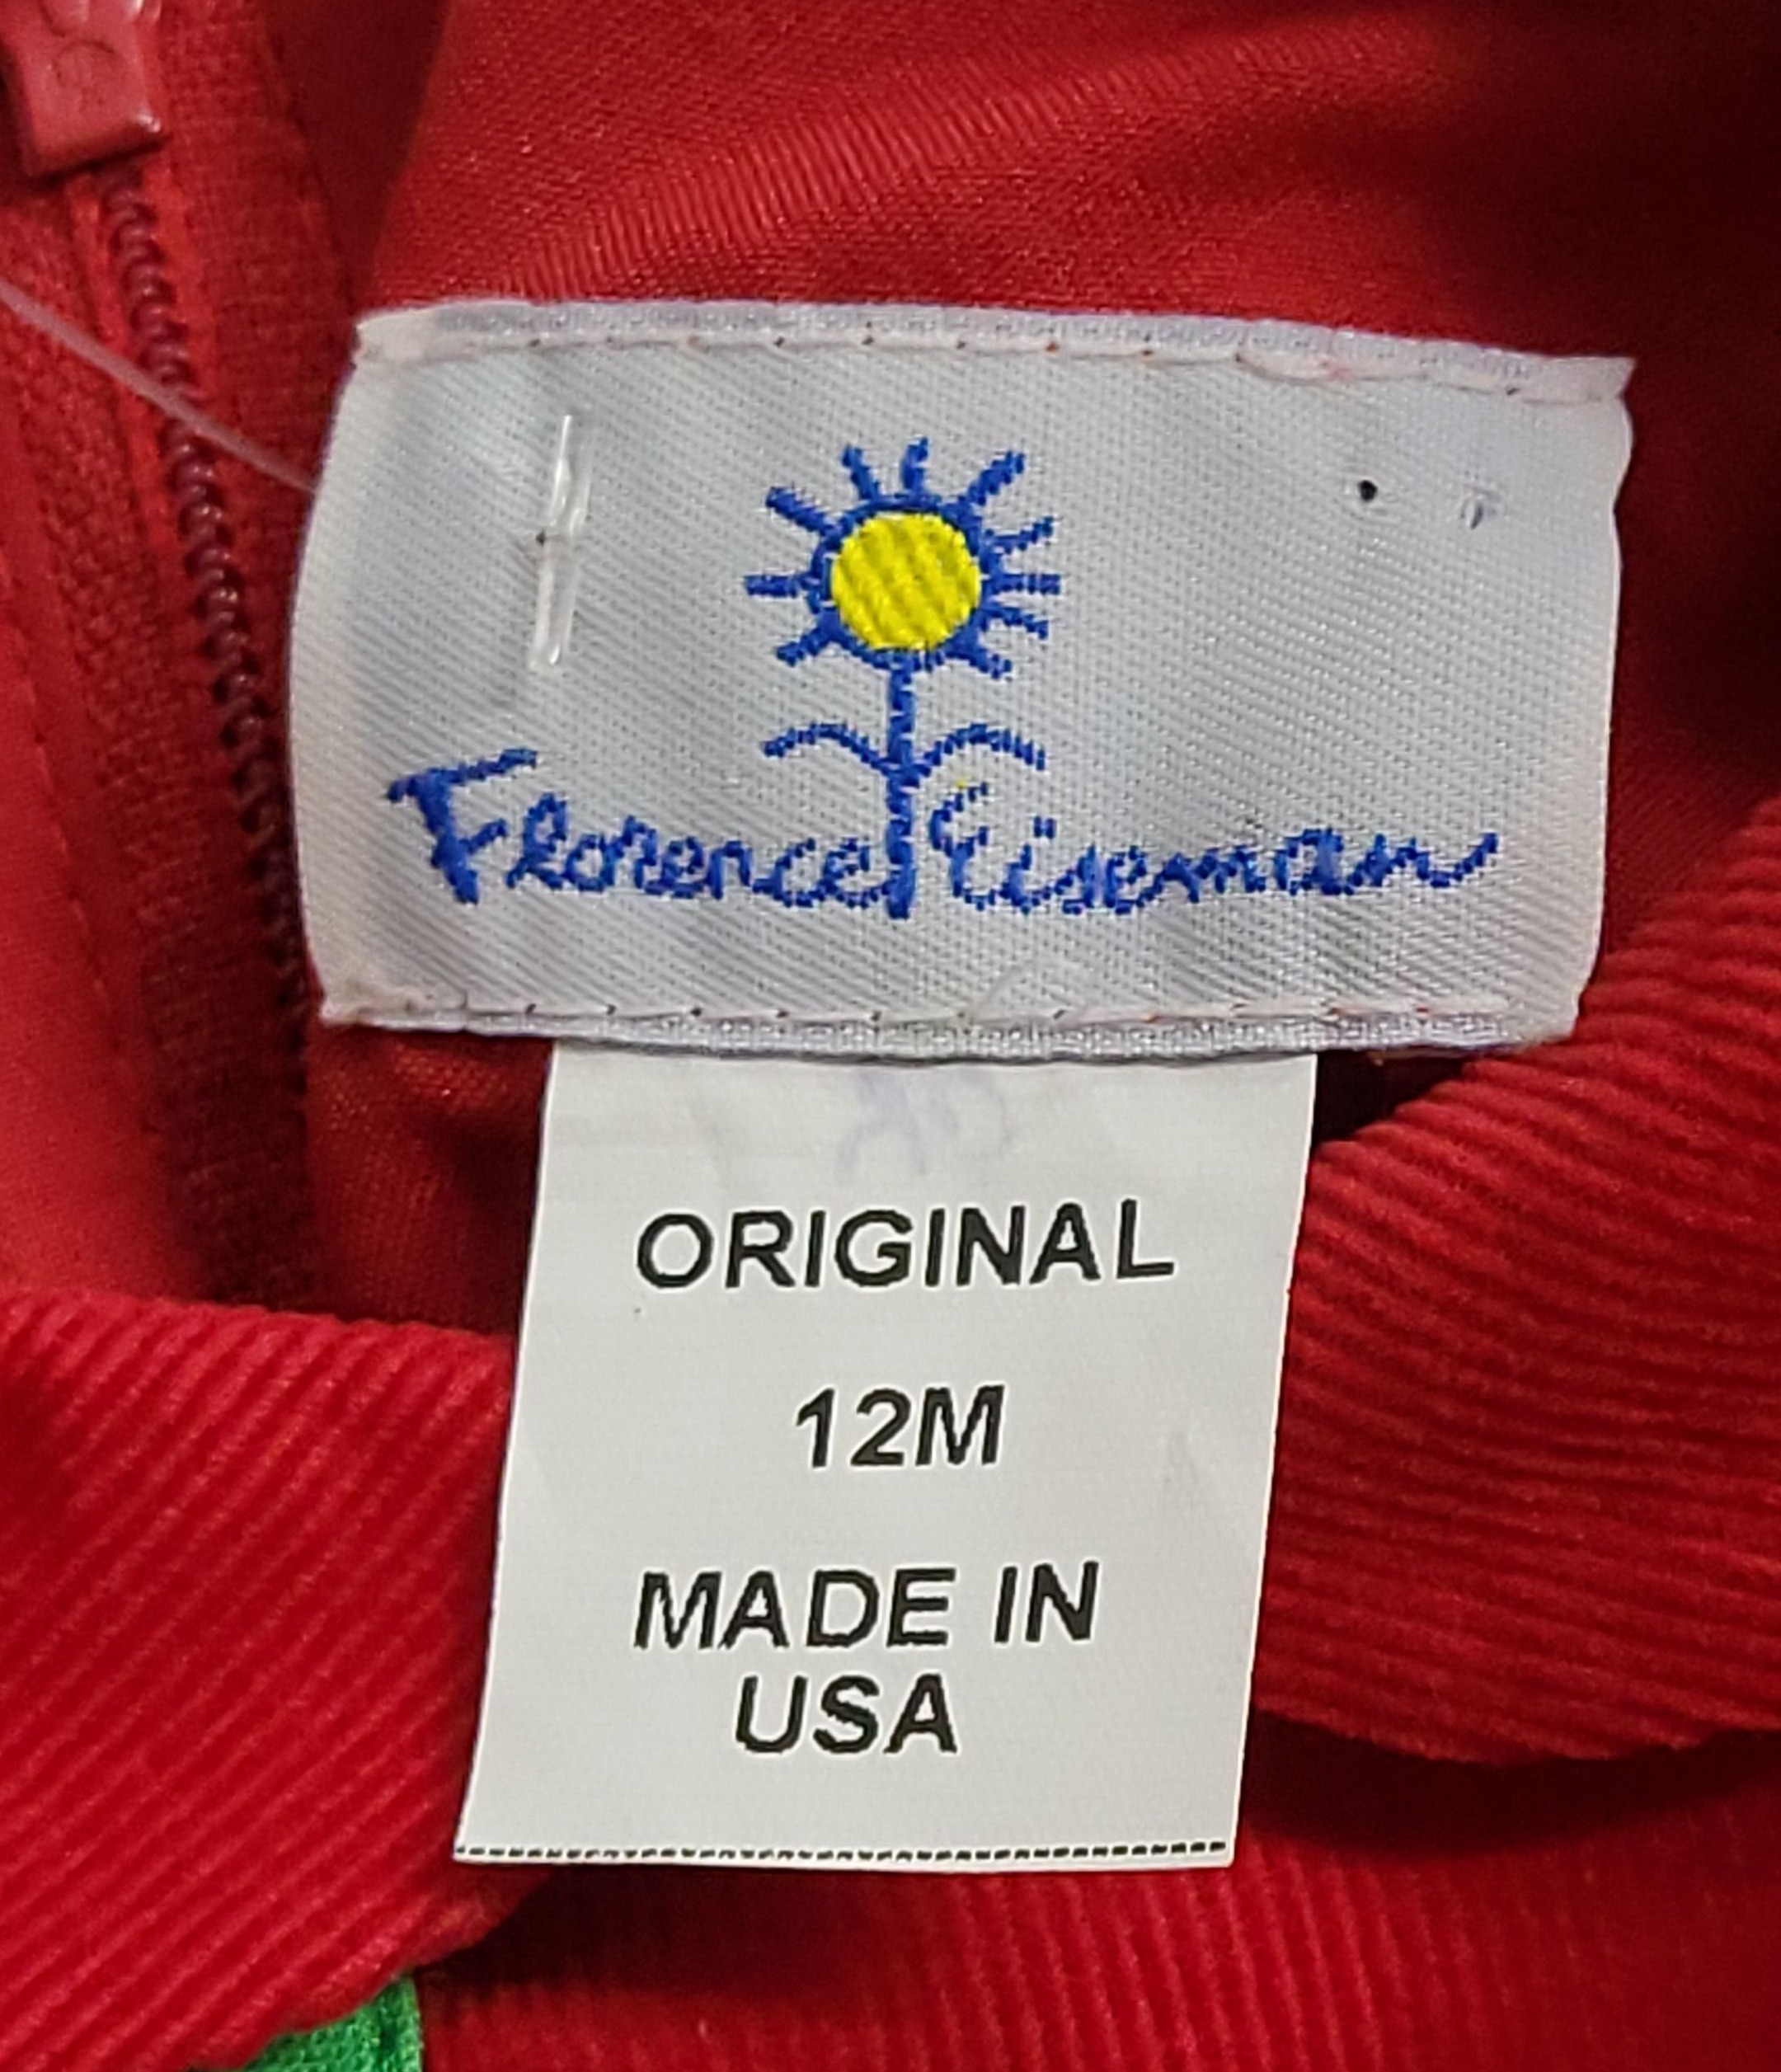 Florence Eiseman
ORIGINAL
12M
MADE IN
USA